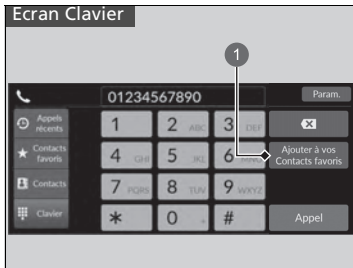 Ecran Clavier
1
01234567890
Param.
Appels
récents
1
2 ABC
3 DEF
Contacts
favoris
4 GHI
5 JKL
6 MNO
Ajouter à vos
Contacts favoris
Contacts
7 PQRS
8 TUV
9 WXYZ
Clavier
*
0 +
#
Appel